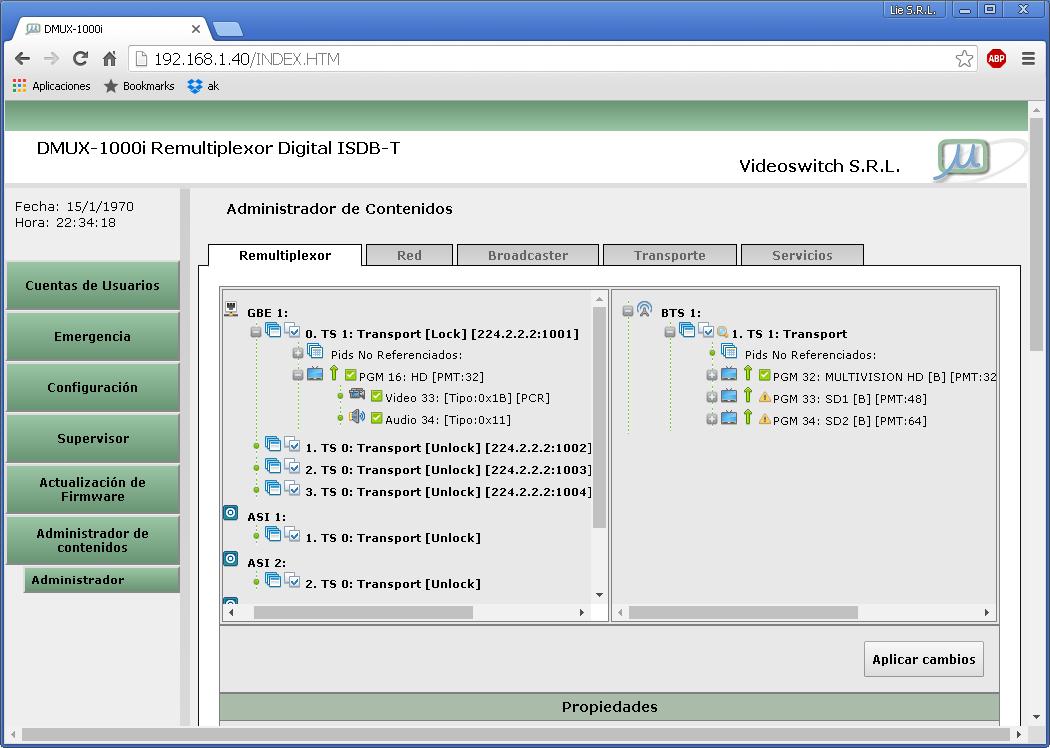 Lie S.R.L.
DMUX-1000i
192.168.1.40/INDEX.HTM
ABP
Aplicaciones
Bookmarks
ak
DMUX-1000i Remultiplexor Digital ISDB-T
Videoswitch S.R.L.
µ
Fecha: 15/1/1970
Hora: 22:34:18
Cuentas de Usuarios
Emergencia
Configuración
Supervisor
Actualización de
Firmware
Administrador de
contenidos
Administrador
Administrador de Contenidos
Remultiplexor
Red
Broadcaster
Transporte
Servicios
GBE 1:
0. TS 1: Transport [Lock] [224.2.2.2:1001]
Pids No Referenciados:
PGM 16: HD [PMT:32]
Video 33: [Tipo:0x1B] [PCR]
Audio 34: [Tipo:0x11]
1. TS 0: Transport [Unlock] [224.2.2.2:1002]
2. TS 0: Transport [Unlock] [224.2.2.2:1003]
3. TS 0: Transport [Unlock] [224.2.2.2:1004]
ASI 1:
1. TS 0: Transport [Unlock]
ASI 2:
2. TS 0: Transport [Unlock]
BTS 1:
1. TS 1: Transport
Pids No Referenciados:
PGM 32: MULTIVISION HD [B] [PMT:32
PGM 33: SD1 [B] [PMT:48]
PGM 34: SD2 [B] [PMT:64]
Aplicar cambios
Propiedades